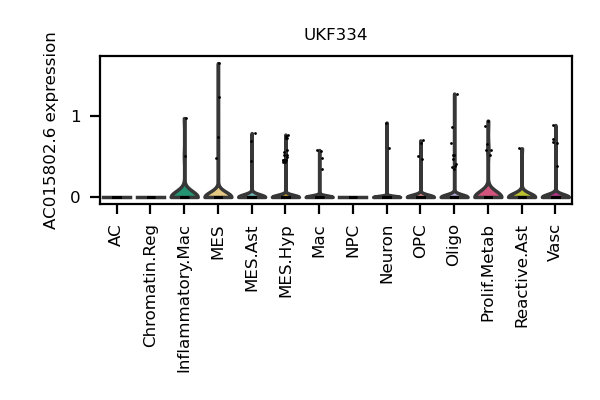 UKF334
AC015802.6 expression
1
0
AC
Chromatin.Reg
Inflammatory.Mac
MES
MES.Ast
MES.Hyp
Mac
NPC
Neuron
OPC
Oligo
Prolif.Metab
Reactive.Ast
Vasc